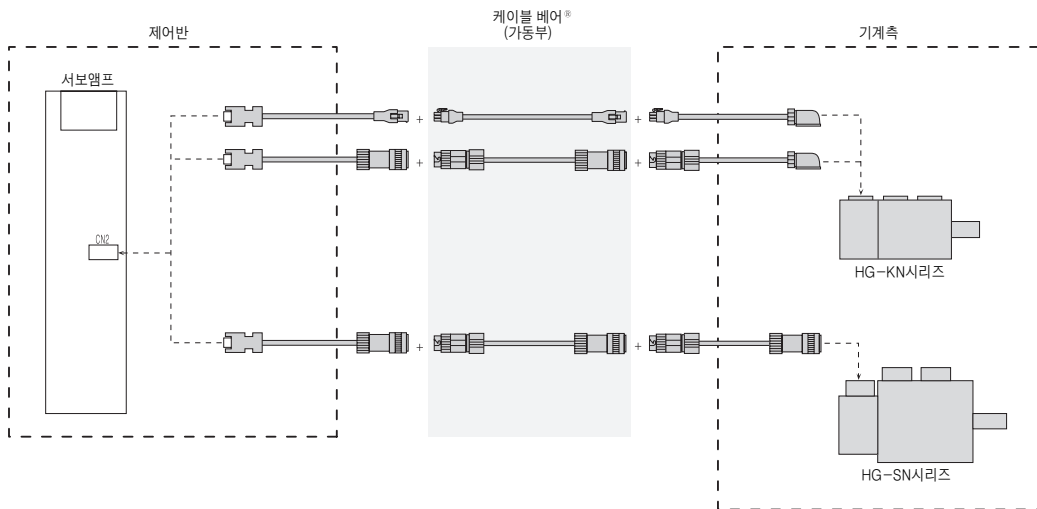 제어반
케이블 베어®
(가동부)
기계측
서보앰프
+
+
+
+
CN2
HG-KN시리즈
+
+
HG-SN시리즈